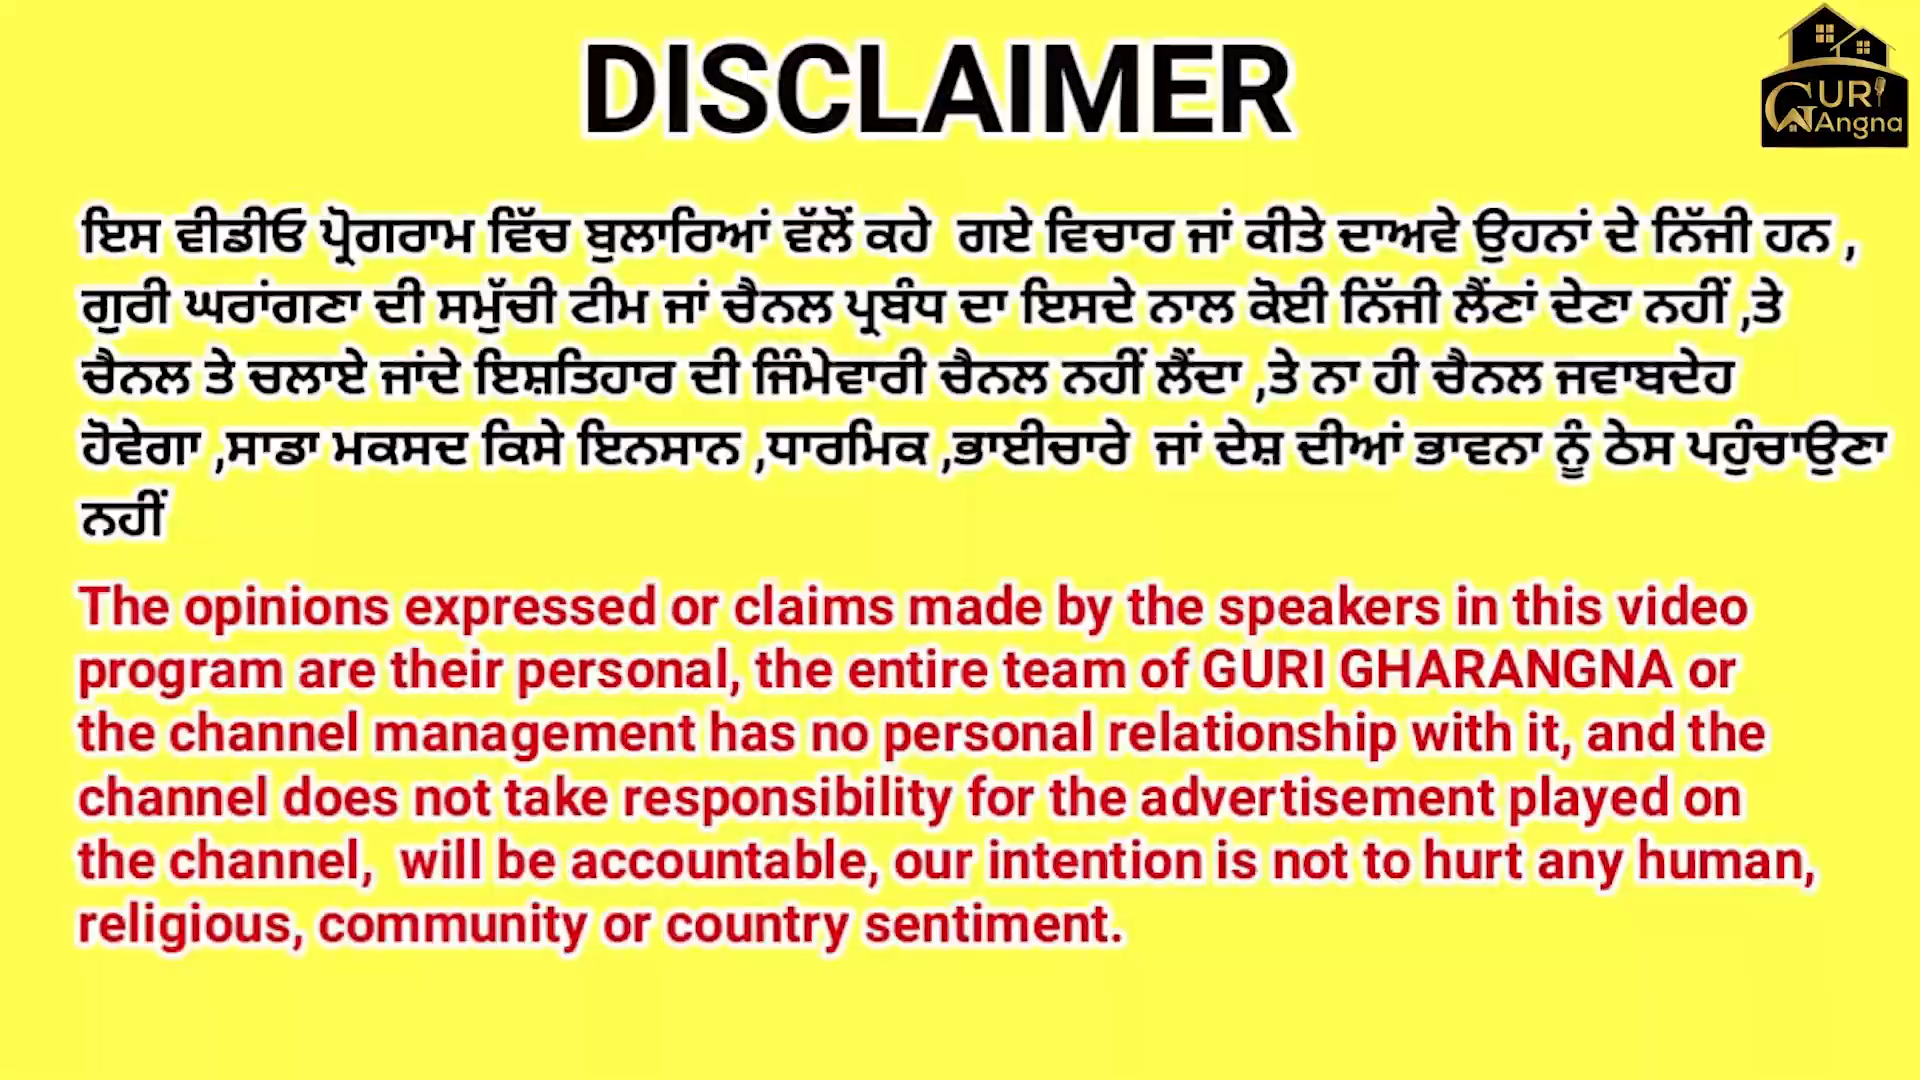 DISCLAIMER
GURI
Angna
ਇਸ ਵੀਡੀਓ ਪ੍ਰੋਗਰਾਮ ਵਿੱਚ ਬੁਲਾਰਿਆਂ ਵੱਲੋਂ ਕਹੇ  ਗਏ ਵਿਚਾਰ ਜਾਂ ਕੀਤੇ ਦਾਅਵੇ ਉਹਨਾਂ ਦੇ ਨਿੱਜੀ ਹਨ ,
ਗੁਰੀ ਘਰਾਂਗਣਾ ਦੀ ਸਮੁੱਚੀ ਟੀਮ ਜਾਂ ਚੈਨਲ ਪ੍ਰਬੰਧ ਦਾ ਇਸਦੇ ਨਾਲ ਕੋਈ ਨਿੱਜੀ ਲੈਂਣਾਂ ਦੇਣਾ ਨਹੀਂ ,ਤੇ
ਚੈਨਲ ਤੇ ਚਲਾਏ ਜਾਂਦੇ ਇਸ਼ਤਿਹਾਰ ਦੀ ਜਿੰਮੇਵਾਰੀ ਚੈਨਲ ਨਹੀਂ ਲੈਂਦਾ ,ਤੇ ਨਾ ਹੀ ਚੈਨਲ ਜਵਾਬਦੇਹ
ਹੋਵੇਗਾ ,ਸਾਡਾ ਮਕਸਦ ਕਿਸੇ ਇਨਸਾਨ ,ਧਾਰਮਿਕ ,ਭਾਈਚਾਰੇ  ਜਾਂ ਦੇਸ਼ ਦੀਆਂ ਭਾਵਨਾ ਨੂੰ ਠੇਸ ਪਹੁੰਚਾਉਣਾ
ਨਹੀਂ
The opinions expressed or claims made by the speakers in this video
program are their personal, the entire team of GURI GHARANGNA or
the channel management has no personal relationship with it, and the
channel does not take responsibility for the advertisement played on
the channel,  will be accountable, our intention is not to hurt any human,
religious, community or country sentiment.